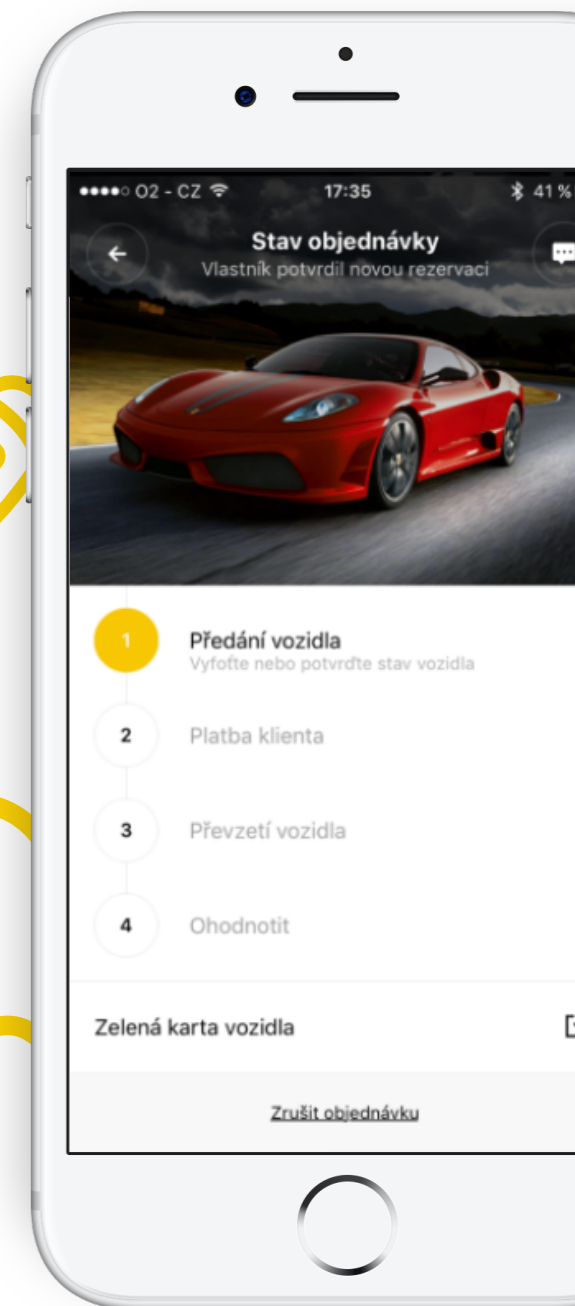 O2 - CZ 17:35 41 %
Stav objednávky
Vlastník potvrdil novou rezervaci
1 Předání vozidla
Vyfoťte nebo potvrďte stav vozidla
2 Platba klienta
3 Převzetí vozidla
4 Ohodnotit
Zelená karta vozidla
Zrušit objednávku